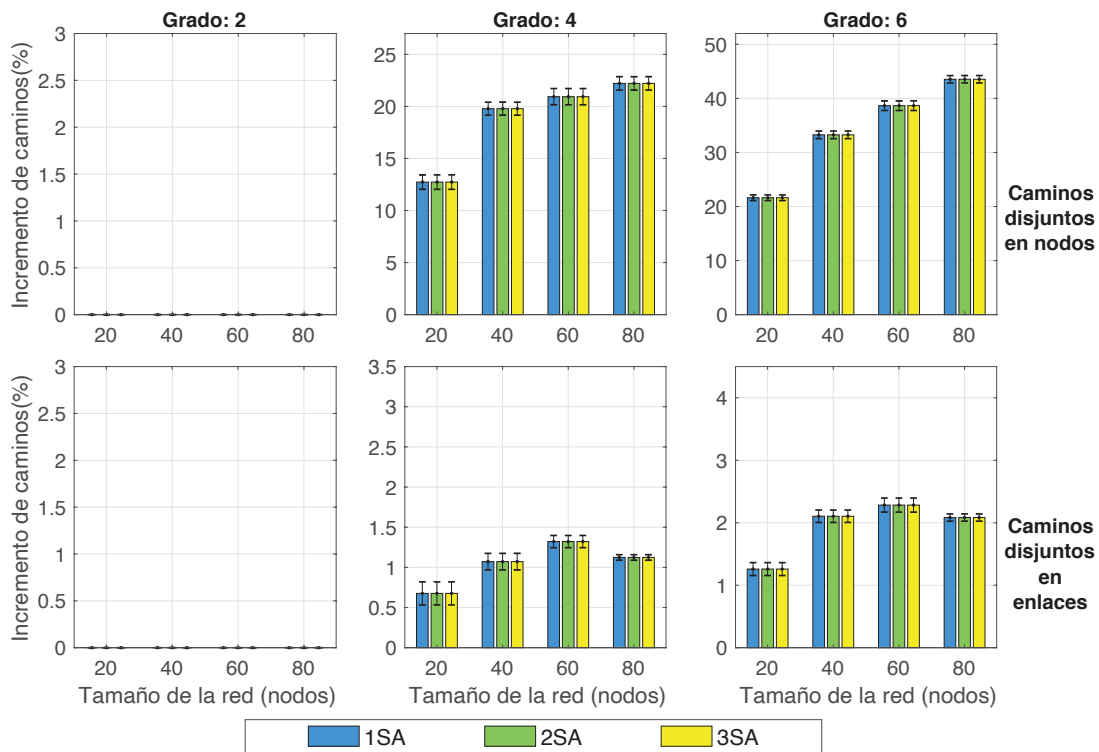 Grado: 2
Grado: 4
Grado: 6
Incremento de caminos(%)
3
2.5
2
1.5
1
0.5
0
20 40 60 80
25
20
15
10
5
0
20 40 60 80
50
40
30
20
10
0
20 40 60 80
Caminos
disjuntos
en nodos
Incremento de caminos(%)
3
2.5
2
1.5
1
0.5
0
20 40 60 80
Tamaño de la red (nodos)
3.5
3
2.5
2
1.5
1
0.5
0
20 40 60 80
Tamaño de la red (nodos)
4
3
2
1
0
20 40 60 80
Tamaño de la red (nodos)
Caminos
disjuntos
en
enlaces
1SA 2SA 3SA